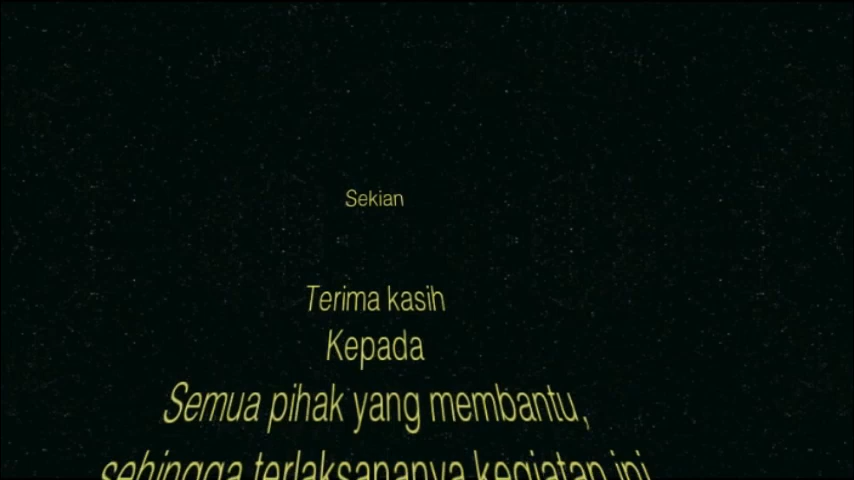 Sekian
Terima kasih
Kepada
Semua pihak yang membantu,
sehingga terlaksananya kegiatan ini